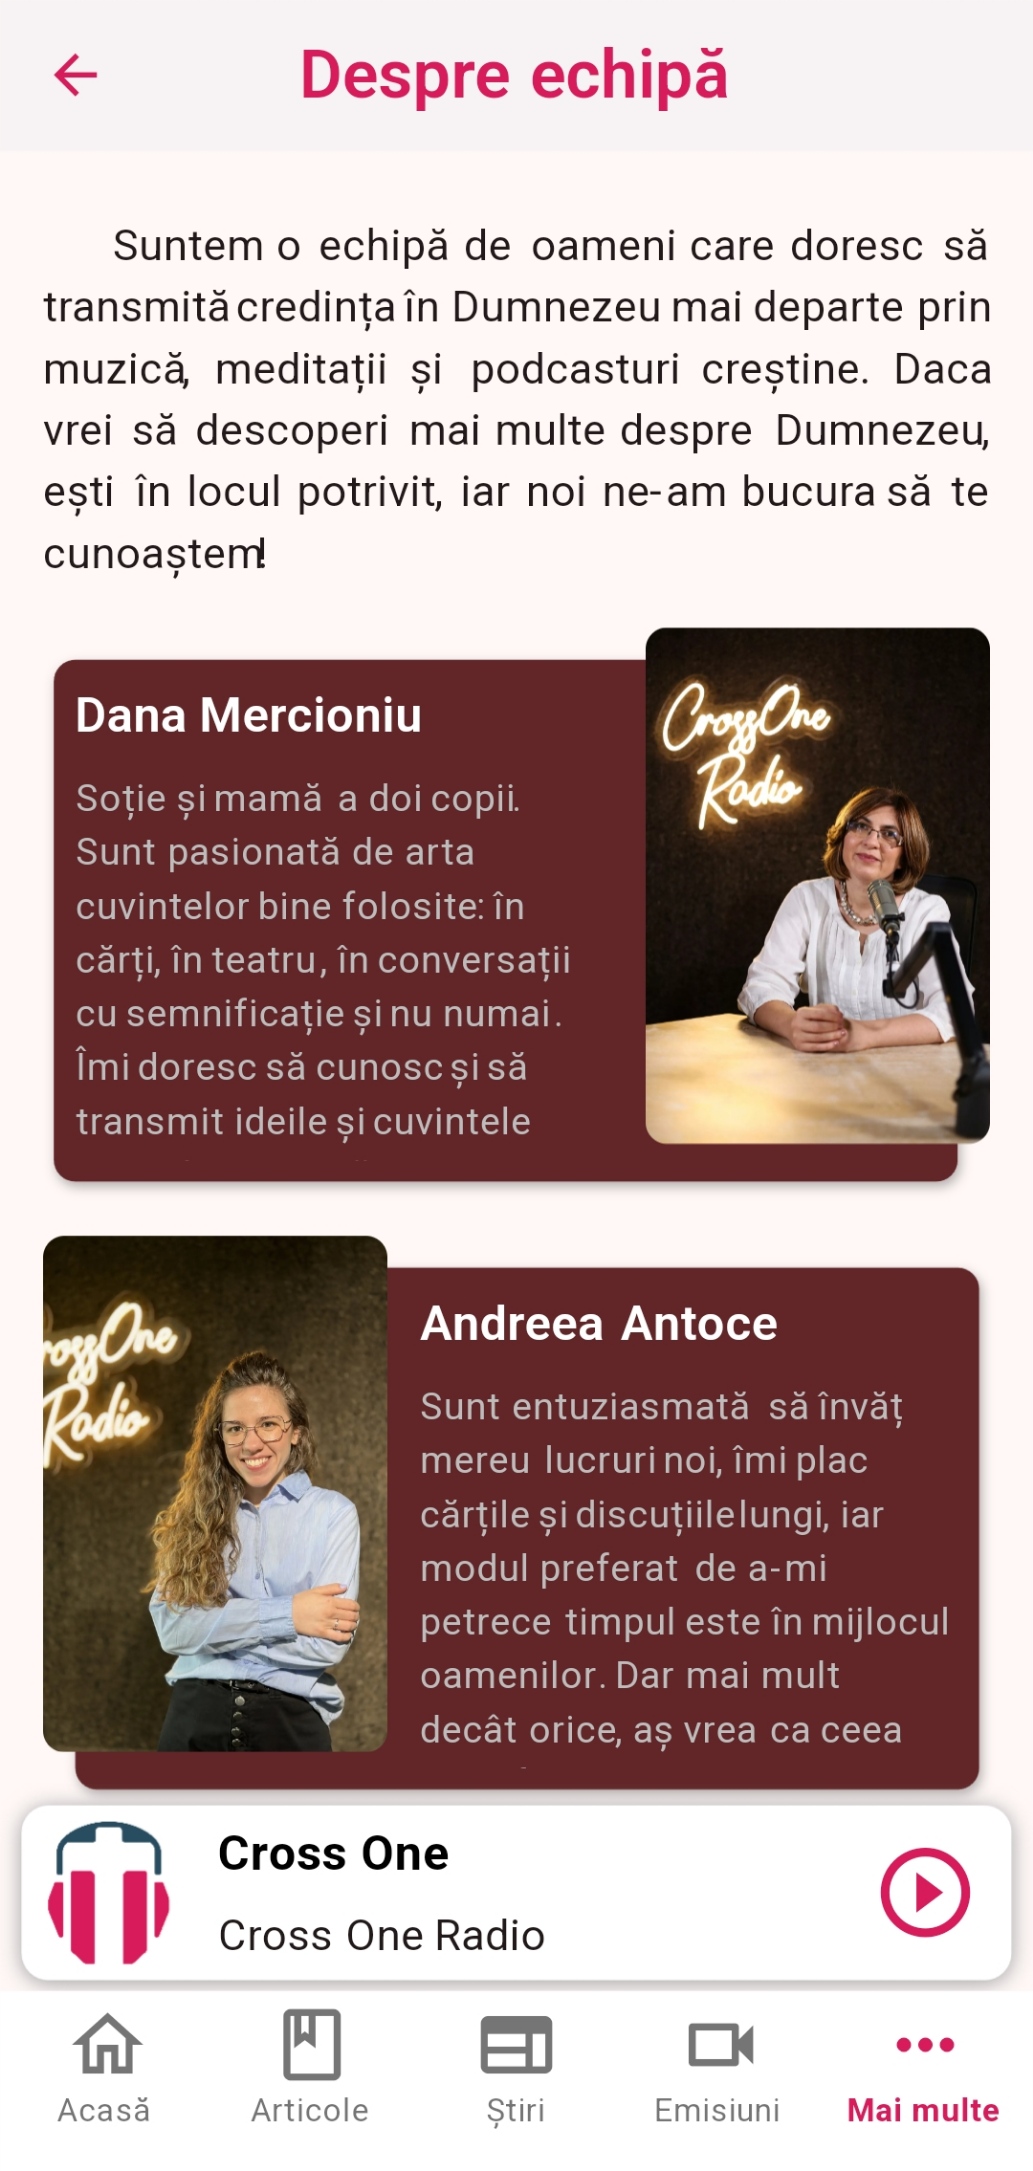 Despre echipă
Suntem o echipă de oameni care doresc să
transmită credința în Dumnezeu mai departe prin
muzică, meditații și podcasturi creștine. Daca
vrei să descoperi mai multe despre Dumnezeu,
ești în locul potrivit, iar noi ne-am bucura să te
cunoaștem!
Dana Mercioniu
Soție și mamă a doi copii.
Sunt pasionată de arta
cuvintelor bine folosite: în
cărți, în teatru, în conversații
cu semnificație și nu numai.
Îmi doresc să cunosc și să
transmit ideile și cuvintele
CrossOne
Radio
Andreea Antoce
Sunt entuziasmată să învăț
mereu lucruri noi, îmi plac
cărțile și discuțiile lungi, iar
modul preferat de a-mi
petrece timpul este în mijlocul
oamenilor. Dar mai mult
decât orice, aș vrea ca ceea
rossOne
Radio
Cross One
Cross One Radio
Acasă
Articole
Știri
Emisiuni
Mai multe